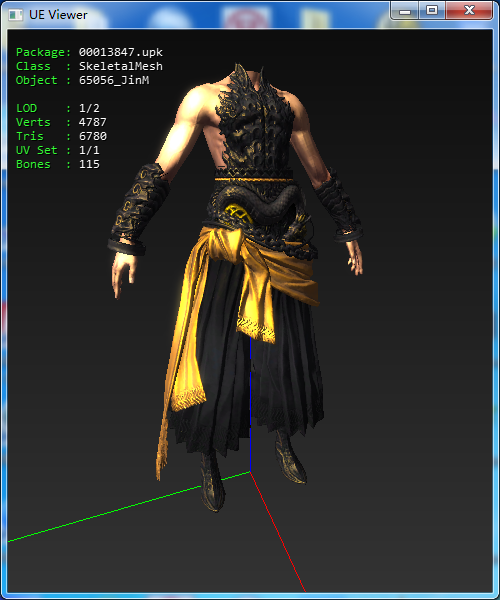 UE Viewer
Package: 00013847.upk
Class : SkeletalMesh
Object : 65056_JinM
LOD : 1/2
Verts : 4787
Tris : 6780
UV Set : 1/1
Bones : 115